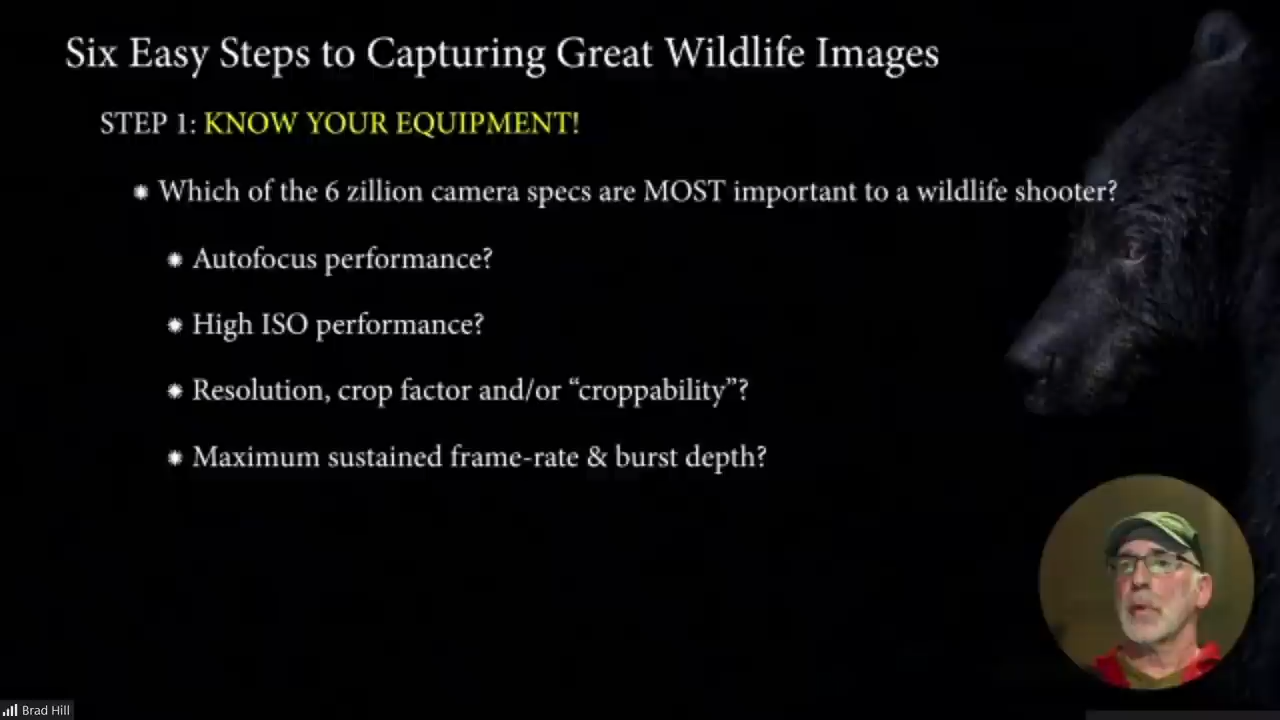 Six Easy Steps to Capturing Great Wildlife Images
STEP 1: KNOW YOUR EQUIPMENT!
Which of the 6 zillion camera specs are MOST important to a wildlife shooter?
Autofocus performance?
High ISO performance?
Resolution, crop factor and/or “croppability”?
Maximum sustained frame-rate & burst depth?
Brad Hill